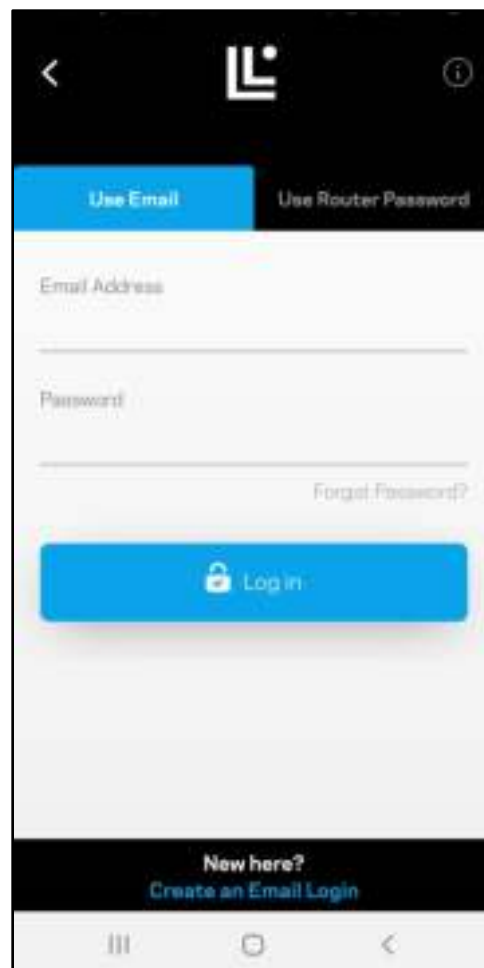 Use Email
Use Router Password
Email Address
Password
Forgot Password?
Log in
New here?
Create an Email Login